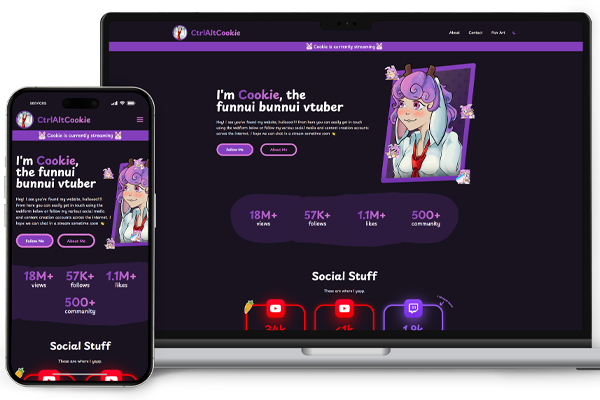 CtrlAltCookie
About
Contact
Fan Art
Cookie is currently streaming
I'm Cookie, the
funnui bunnui vtuber
Hey! I see you've found my website, hallooo!!! From here you can easily get in touch
using the webform below or follow my various social media and content creation accounts
across the internet. I hope we can chat in a stream sometime soon
Follow Me
About Me
18M+
views
57K+
follows
1.1M+
likes
500+
community
Social Stuff
These are where I yapp.
34k
<1k
1.9k
CtrlAltCookie
Cookie is currently streaming
I'm Cookie,
the funnui
bunnui vtuber
Hey! I see you've found my website, hallooo!!!
From here you can easily get in touch using the
webform below or follow my various social media
and content creation accounts across the internet. I
hope we can chat in a stream sometime soon
Follow Me
About Me
18M+
views
57K+
follows
1.1M+
likes
500+
community
Social Stuff
These are where I yapp.